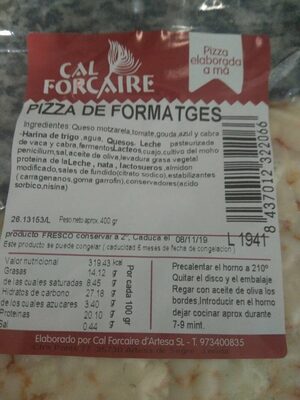 CAL FORCAIRE
Pizza
elaborada
a mà
PIZZA DE FORMATGES
Ingredientes: Queso motzarela,tomate,gouda,azul y cabra
-Harina de trigo,agua, Quesos, Leche pasteurizada
de vaca y cabra,fermentosLacteos,cuajo,cultivo del moho
penicilium,sal,aceite de oliva,levadura grasa vegetal
proteina de laLeche, nata, lactosueros, almidon
modificado,sales de fundido(citrato sodico),estabilizantes
(carragenanos,goma garrofin),conservadores(acido
sorbico,nisina)
8 437012 322066
26.13153/L Peso neto aprox. 400 gr
L 1941
producto FRESCO conservar a 2º, Caduca el 08/11/19
Este producto se puede congelar ( caducidad 6 meses de fecha de congelacion )
Valor nutricional 319.43 kcal
Grasas 14.12 g
de las cuales saturadas 8.45 g
Hidratos de carbono 27.18 g
de los cuales azucares 3.40 g
Proteinas 20.10 g
Sal 0.44 g
Por cada 100 gr
Precalentar el horno a 210º
Quitar el disco y el embalaje
Regar con aceite de oliva los
bordes,Introducir en el horno
dejar cocinar aprox durante
7-9 mint.
Elaborado por Cal Forcaire d'Artesa SL - T. 973400835